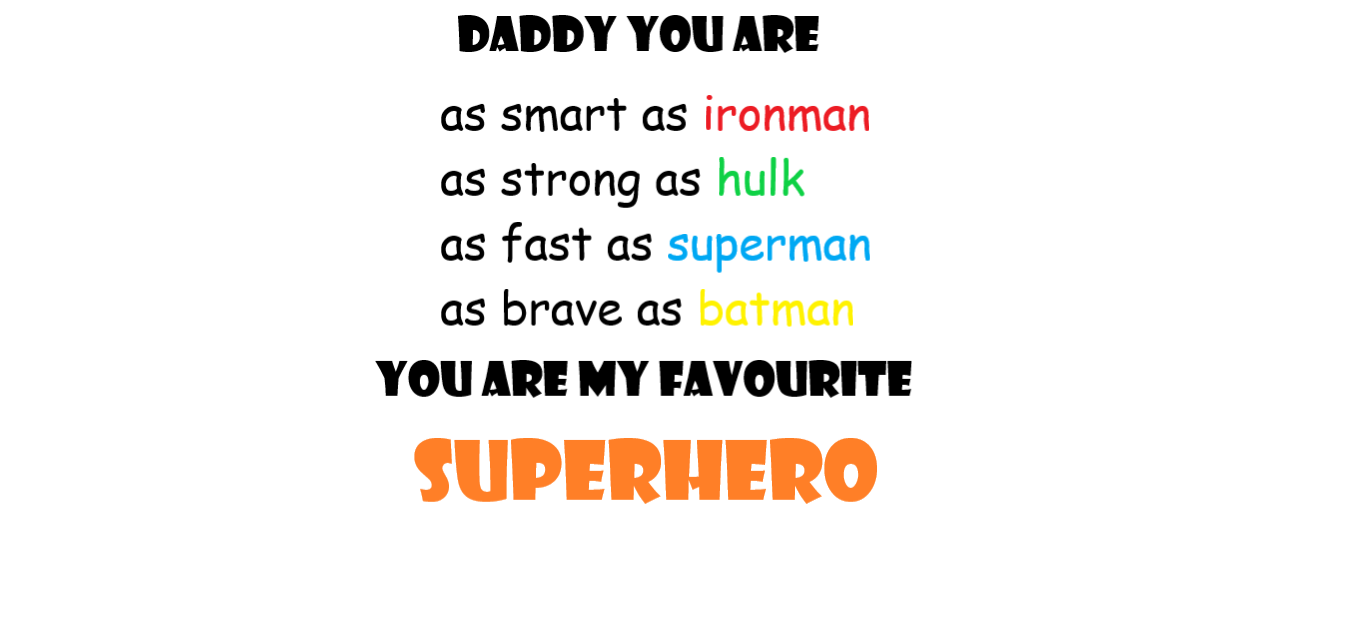 DADDY YOU ARE
as smart as ironman
as strong as hulk
as fast as superman
as brave as batman
YOU ARE MY FAVOURITE
SUPERHERO